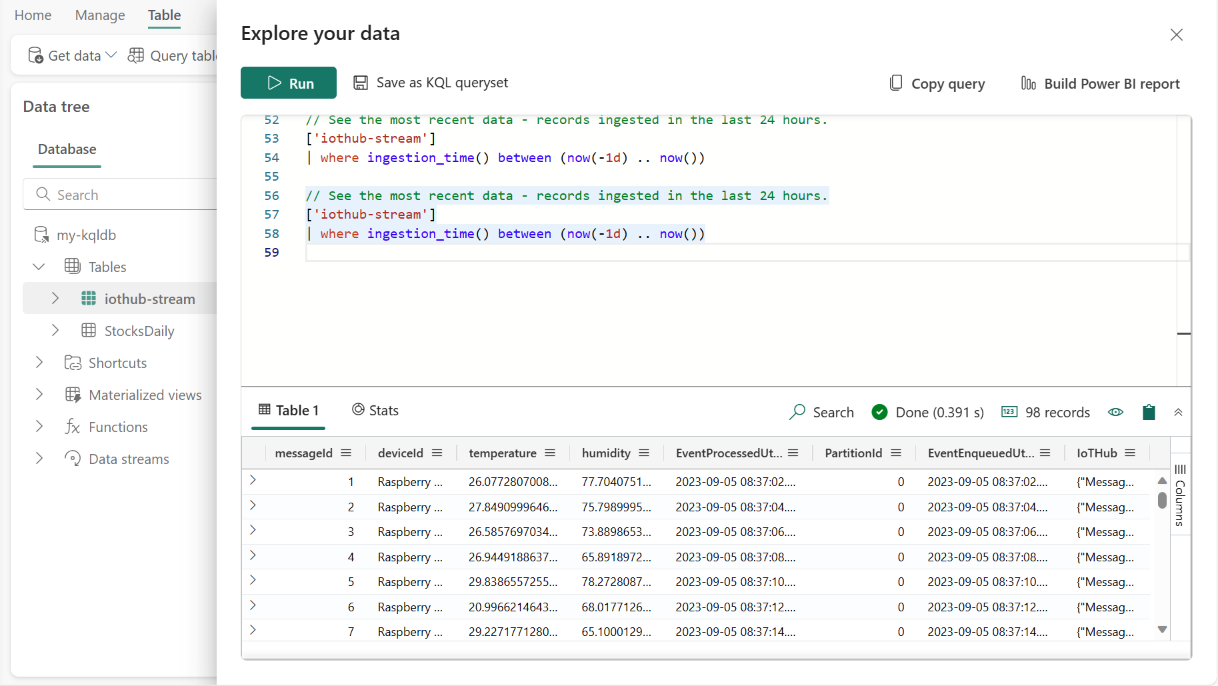 Home Manage Table
Get data Query table
Data tree
Database
Search
my-kqldb
Tables
iothub-stream
StocksDaily
Shortcuts
Materialized views
Functions
Data streams
Explore your data
Run Save as KQL queryset Copy query Build Power BI report
52 // See the most recent data - records ingested in the last 24 hours.
53 ['iothub-stream']
54 | where ingestion_time() between (now(-1d) .. now())
55
56 // See the most recent data - records ingested in the last 24 hours.
57 ['iothub-stream']
58 | where ingestion_time() between (now(-1d) .. now())
59
Table 1 Stats Search Done (0.391 s) 123 98 records
messageId deviceId temperature humidity EventProcessedUt... PartitionId EventEnqueuedUt... IoTHub
1 Raspberry ... 26.0772807008... 77.7040751... 2023-09-05 08:37:02.... 0 2023-09-05 08:37:02.... {"Messag...
2 Raspberry ... 27.8490999646... 75.7989995... 2023-09-05 08:37:04.... 0 2023-09-05 08:37:04.... {"Messag...
3 Raspberry ... 26.5857697034... 73.8898653... 2023-09-05 08:37:06.... 0 2023-09-05 08:37:06.... {"Messag...
4 Raspberry ... 26.9449188637... 65.8918972... 2023-09-05 08:37:08.... 0 2023-09-05 08:37:08.... {"Messag...
5 Raspberry ... 29.8386557255... 78.2728087... 2023-09-05 08:37:10.... 0 2023-09-05 08:37:10.... {"Messag...
6 Raspberry ... 20.9966214643... 68.0177126... 2023-09-05 08:37:12.... 0 2023-09-05 08:37:12.... {"Messag...
7 Raspberry ... 29.2271771280... 65.1000129... 2023-09-05 08:37:14.... 0 2023-09-05 08:37:14.... {"Messag...
Columns